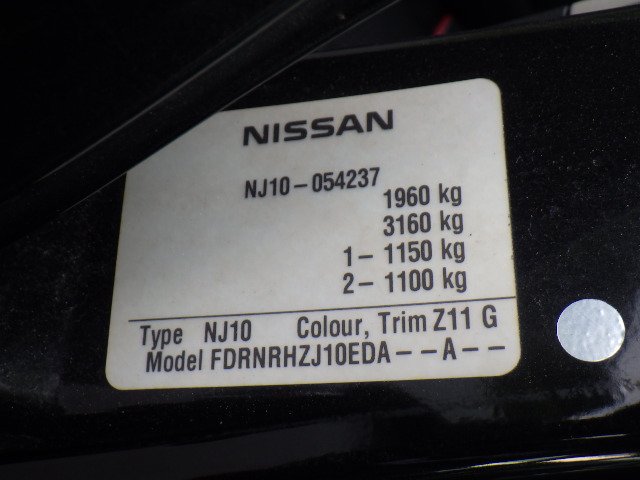 NISSAN
NJ10-054237
1960 kg
3160 kg
1- 1150 kg
2- 1100 kg
Type NJ10 Colour, Trim Z11 G
Model FDRNRHZJ10EDA--A--